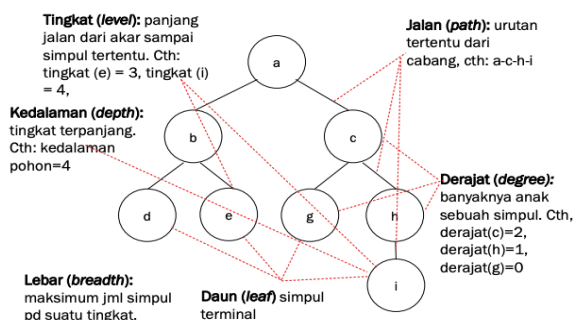 Tingkat (level): panjang
jalan dari akar sampai
simpul tertentu. Cth:
tingkat (e) = 3, tingkat (i)
= 4,
Jalan (path): urutan
tertentu dari
cabang, cth: a-c-h-i
a
Kedalaman (depth):
tingkat terpanjang.
Cth: kedalaman
pohon=4
b
c
Derajat (degree):
banyaknya anak
sebuah simpul. Cth,
derajat(c)=2,
derajat(h)=1,
derajat(g)=0
d
e
g
h
i
Lebar (breadth):
maksimum jml simpul
pd suatu tingkat.
Daun (leaf) simpul
terminal